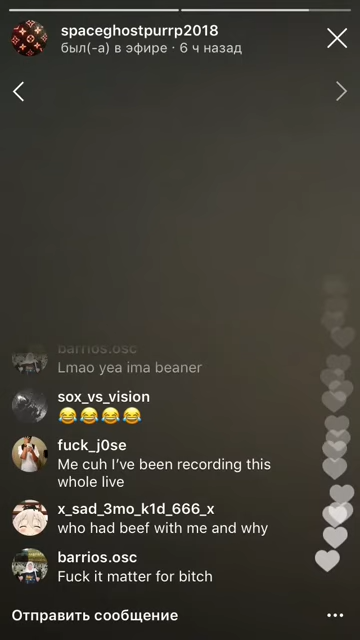 spaceghostpurrp2018
был(-а) в эфире · 6 ч назад
barrios.osc
Lmao yea ima beaner
sox_vs_vision
😂😂😂😂
fuck_j0se
Me cuh I’ve been recording this
whole live
x_sad_3mo_k1d_666_x
who had beef with me and why
barrios.osc
Fuck it matter for bitch
Отправить сообщение